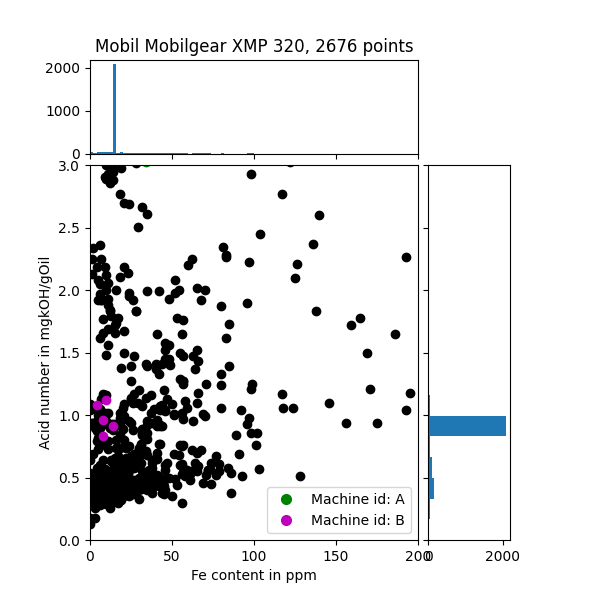 Mobil Mobilgear XMP 320, 2676 points
2000
1000
0
3.0
2.5
2.0
1.5
1.0
0.5
0.0
Acid number in mgkOH/gOil
Machine id: A
Machine id: B
0 50 100 150 200 0 2000
Fe content in ppm